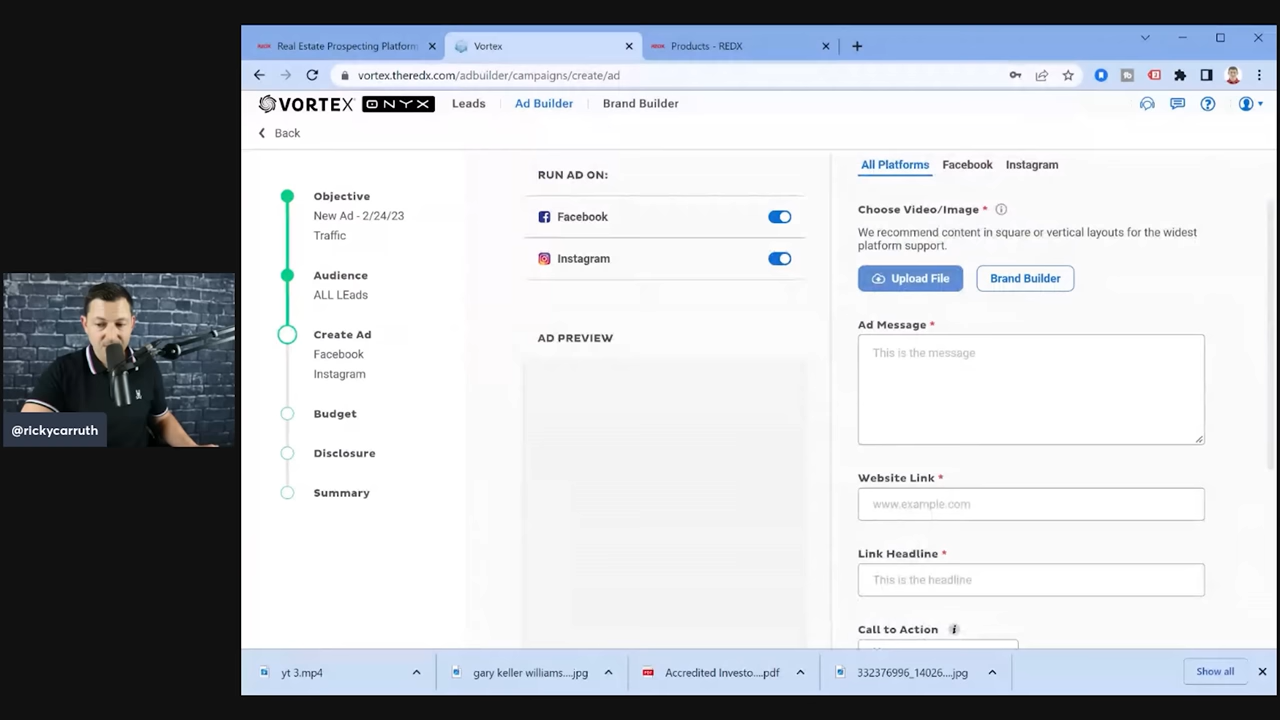 Real Estate Prospecting Platform
Vortex
Products - REDX
vortex.theredx.com/adbuilder/campaigns/create/ad
VORTEX ONYX
Leads
Ad Builder
Brand Builder
Back
Objective
New Ad - 2/24/23
Traffic
Audience
ALL LEads
Create Ad
Facebook
Instagram
Budget
Disclosure
Summary
RUN AD ON:
Facebook
Instagram
AD PREVIEW
All Platforms
Facebook
Instagram
Choose Video/Image *
We recommend content in square or vertical layouts for the widest
platform support.
Upload File
Brand Builder
Ad Message *
This is the message
Website Link *
www.example.com
Link Headline *
This is the headline
Call to Action
@rickycarruth
yt 3.mp4
gary keller williams....jpg
Accredited Investo....pdf
332376996_14026....jpg
Show all